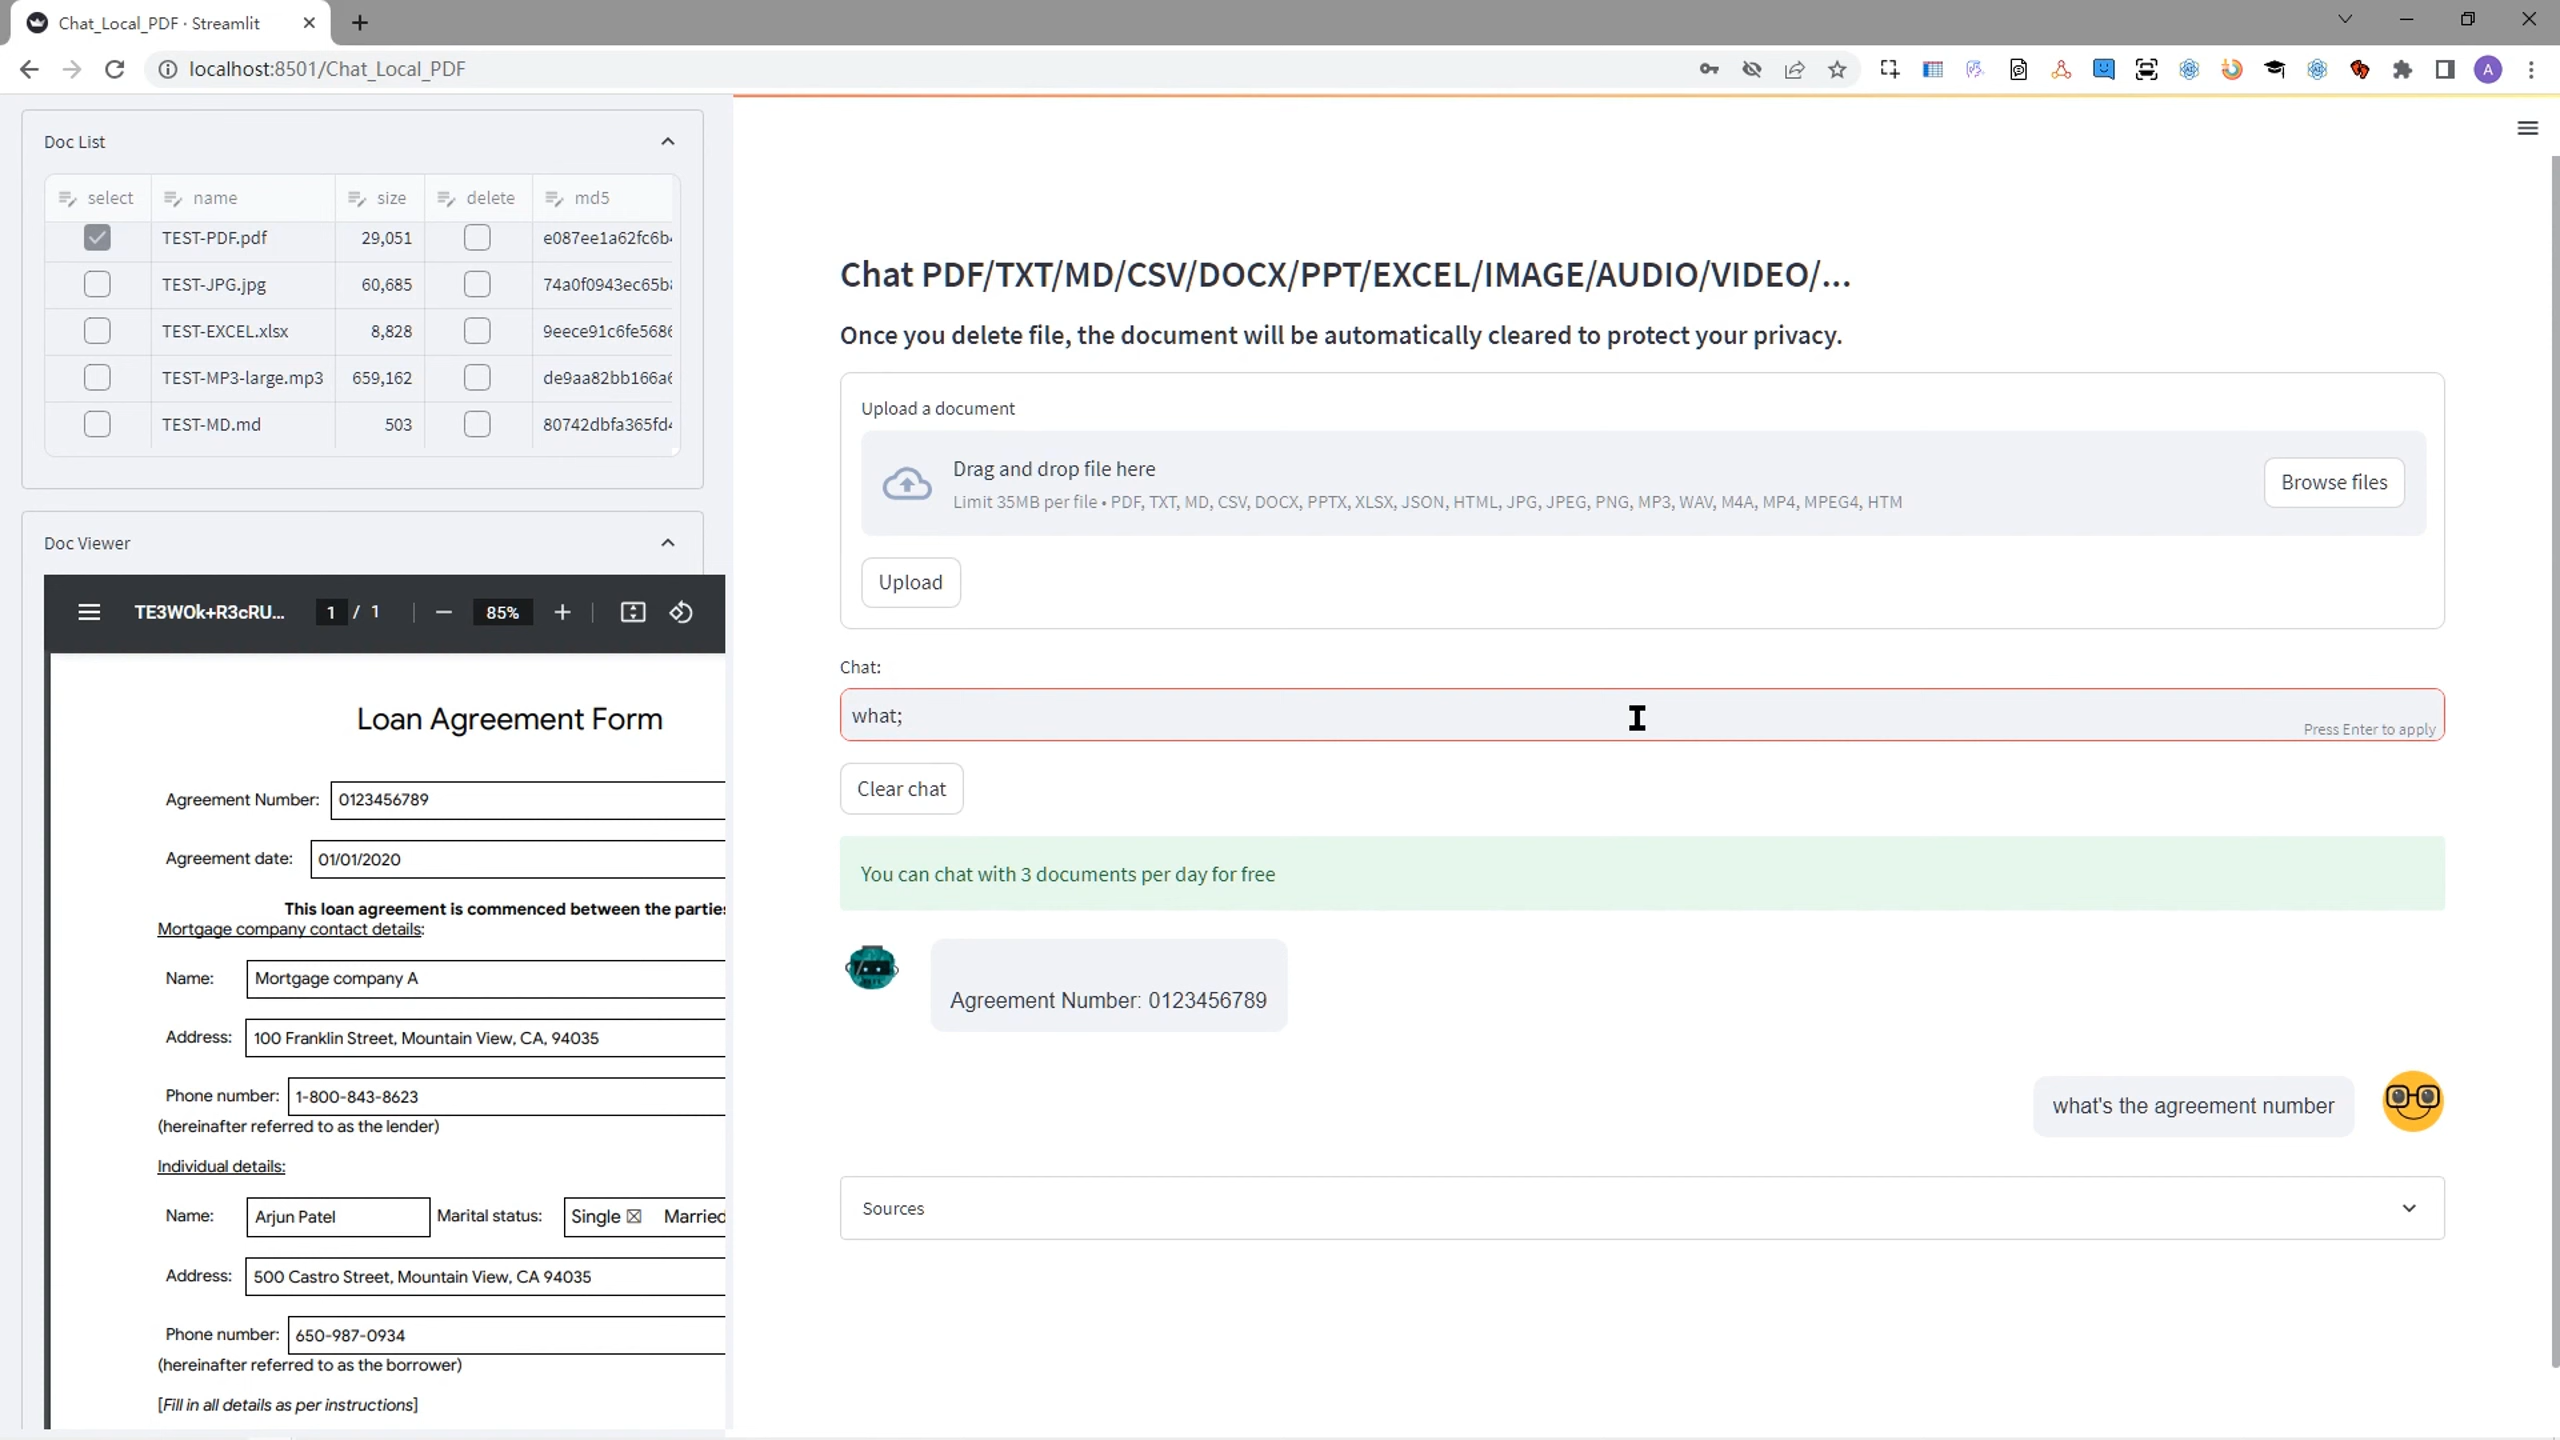 Chat_Local_PDF · Streamlit
localhost:8501/Chat_Local_PDF
A
Doc List
select name size delete md5
TEST-PDF.pdf 29,051 e087ee1a62fc6b
TEST-JPG.jpg 60,685 74a0f0943ec65b
TEST-EXCEL.xlsx 8,828 9eece91c6fe568
TEST-MP3-large.mp3 659,162 de9aa82bb166a
TEST-MD.md 503 80742dbfa365fd
Doc Viewer
TE3WOk+R3cRU... 1 / 1 85%
Loan Agreement Form
Agreement Number: 0123456789
Agreement date: 01/01/2020
This loan agreement is commenced between the parties
Mortgage company contact details:
Name: Mortgage company A
Address: 100 Franklin Street, Mountain View, CA, 94035
Phone number: 1-800-843-8623
(hereinafter referred to as the lender)
Individual details:
Name: Arjun Patel Marital status: Single ☒ Married
Address: 500 Castro Street, Mountain View, CA 94035
Phone number: 650-987-0934
(hereinafter referred to as the borrower)
[Fill in all details as per instructions]
Chat PDF/TXT/MD/CSV/DOCX/PPT/EXCEL/IMAGE/AUDIO/VIDEO/...
Once you delete file, the document will be automatically cleared to protect your privacy.
Upload a document
Drag and drop file here
Limit 35MB per file • PDF, TXT, MD, CSV, DOCX, PPTX, XLSX, JSON, HTML, JPG, JPEG, PNG, MP3, WAV, M4A, MP4, MPEG4, HTM
Browse files
Upload
Chat:
what;
Press Enter to apply
Clear chat
You can chat with 3 documents per day for free
Agreement Number: 0123456789
what's the agreement number
Sources